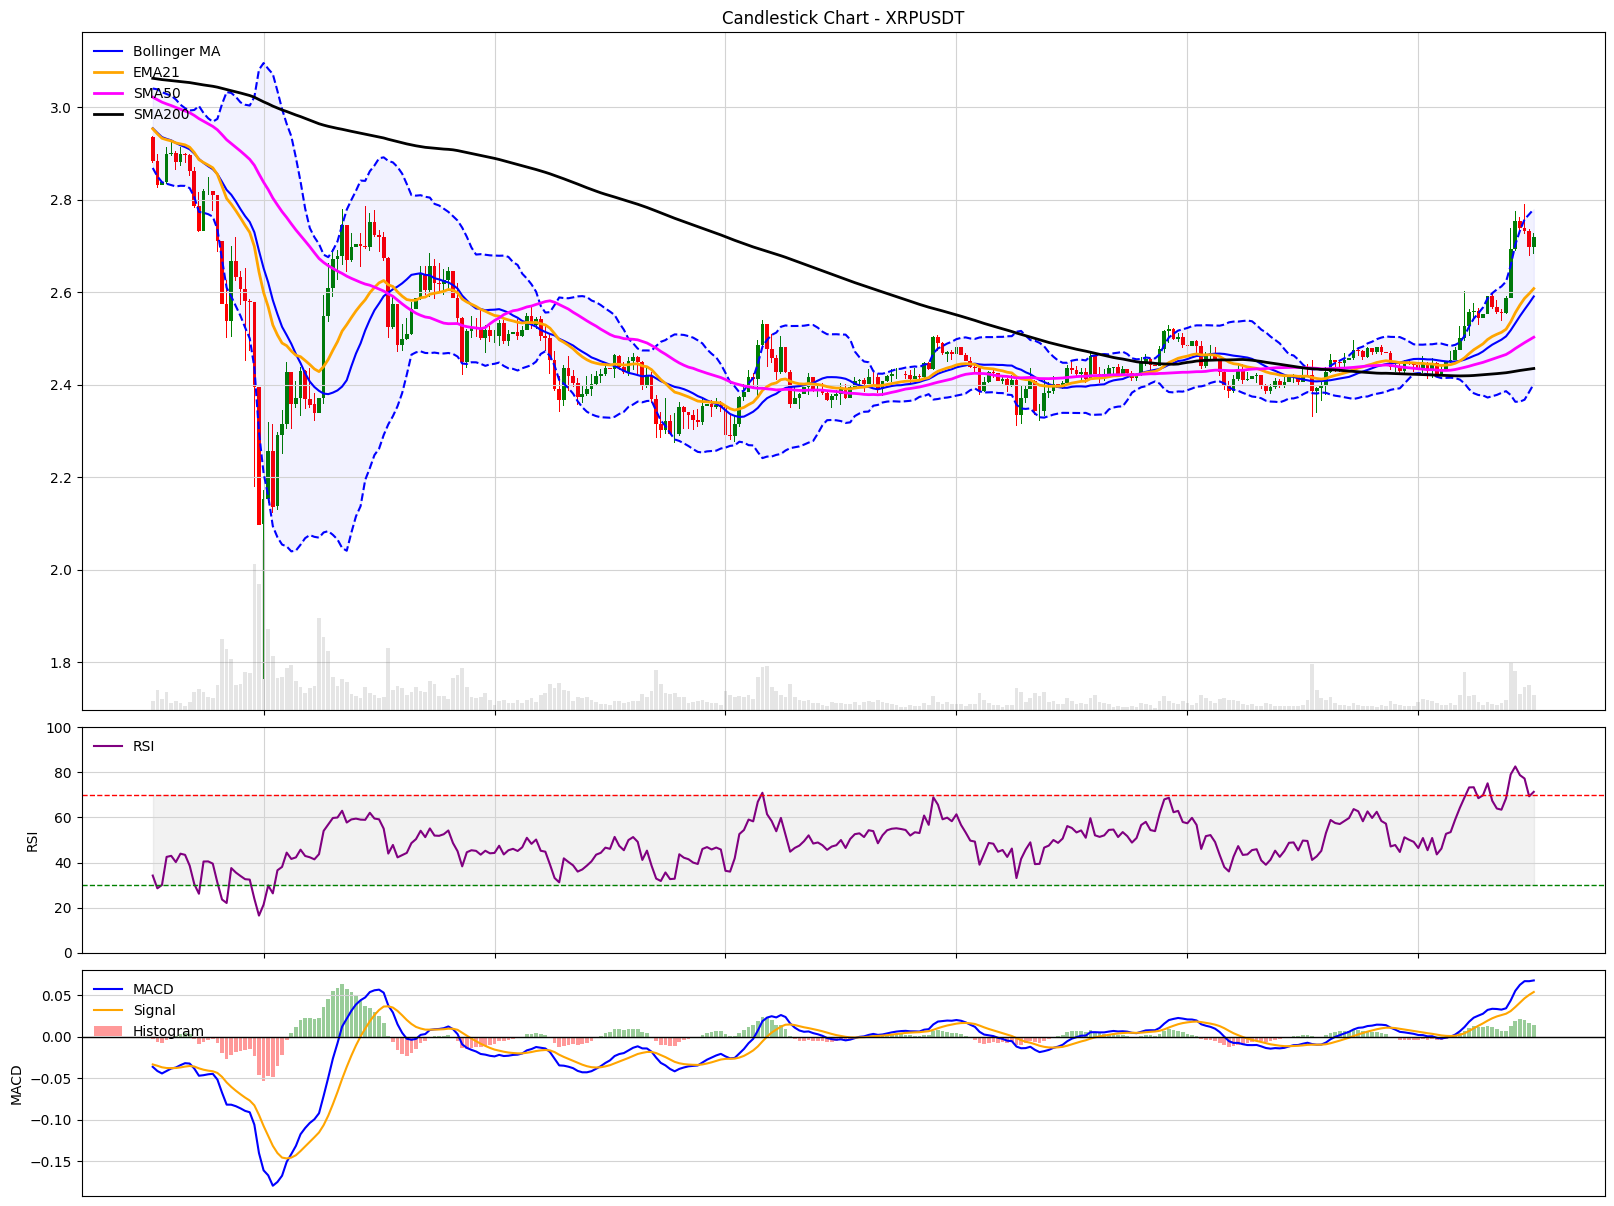 Candlestick Chart - XRPUSDT
Bollinger MA
EMA21
SMA50
SMA200
3.0
2.8
2.6
2.4
2.2
2.0
1.8
100
80
60
40
20
0
RSI
RSI
0.05
0.00
−0.05
−0.10
−0.15
MACD
MACD
Signal
Histogram